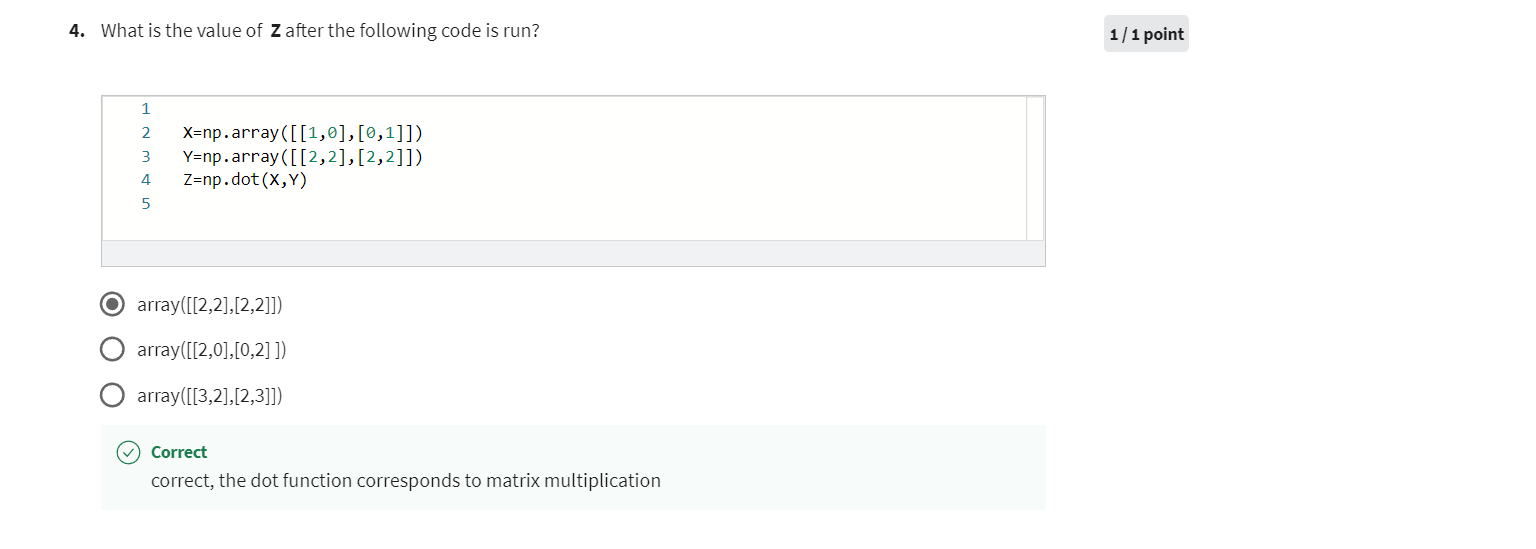 4. What is the value of Z after the following code is run?
1 / 1 point
1
2 X=np.array([[1,0],[0,1]])
3 Y=np.array([[2,2],[2,2]])
4 Z=np.dot(X,Y)
5
array([[2,2],[2,2]])
array([[2,0],[0,2] ])
array([[3,2],[2,3]])
Correct
correct, the dot function corresponds to matrix multiplication